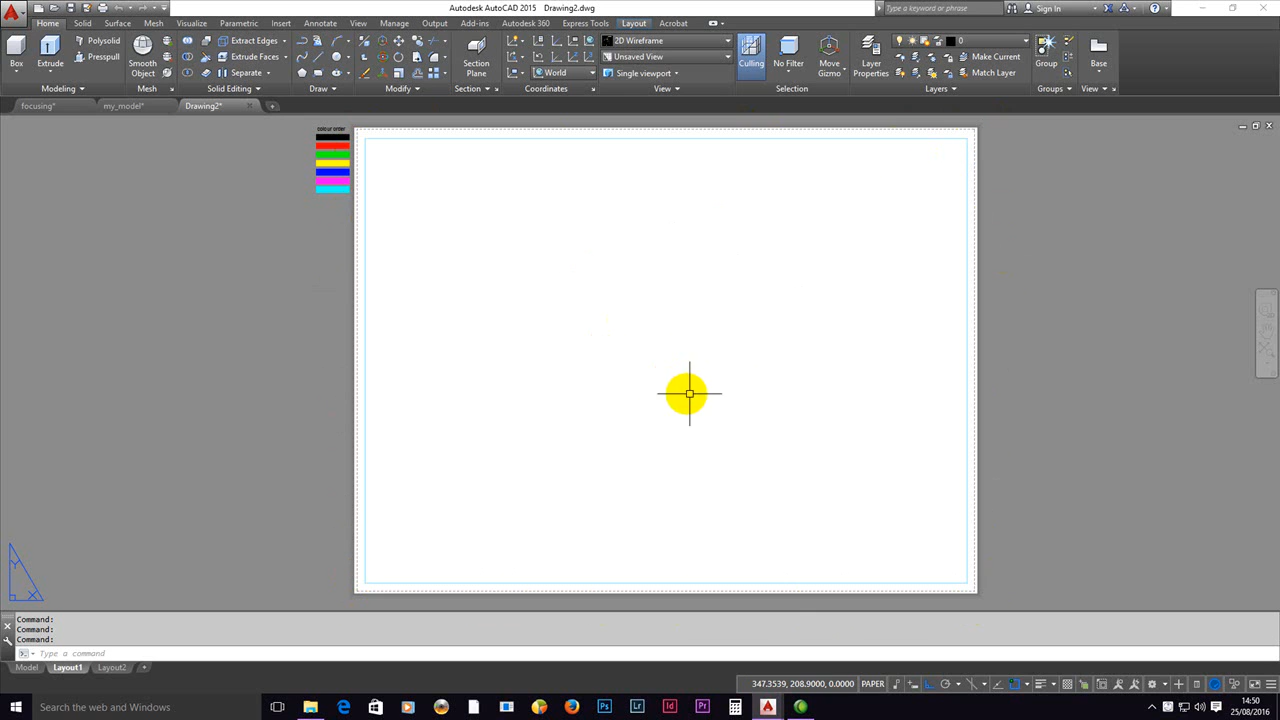 Autodesk AutoCAD 2015 Drawing2.dwg
Type a keyword or phrase
Sign In
Home Solid Surface Mesh Visualize Parametric Insert Annotate View Manage Output Add-ins Autodesk 360 Express Tools Layout Acrobat
Box
Extrude
Polysolid
Presspull
Modeling
Smooth
Object
Mesh
Extract Edges
Extrude Faces
Separate
Solid Editing
Draw
Modify
Section
Plane
Section
World
Coordinates
2D Wireframe
Unsaved View
Single viewport
View
Culling
No Filter
Move
Gizmo
Selection
Layer
Properties
0
Make Current
Match Layer
Layers
Group
Groups
Base
View
focusing* my_model* Drawing2*
colour order
Y
X
Command:
Command:
Command:
Type a command
Model Layout1 Layout2
347.3539, 208.9000, 0.0000 PAPER
Search the web and Windows
Ps
Lr
Id
Pr
14:50
25/08/2016